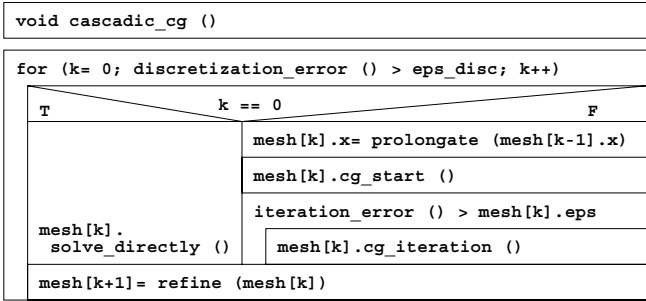 void cascadic_cg ()
for (k= 0; discretization_error () > eps_disc; k++)
T k == 0 F
mesh[k].x= prolongate (mesh[k-1].x)
mesh[k].cg_start ()
iteration_error () > mesh[k].eps
mesh[k].
solve_directly ()
mesh[k].cg_iteration ()
mesh[k+1]= refine (mesh[k])